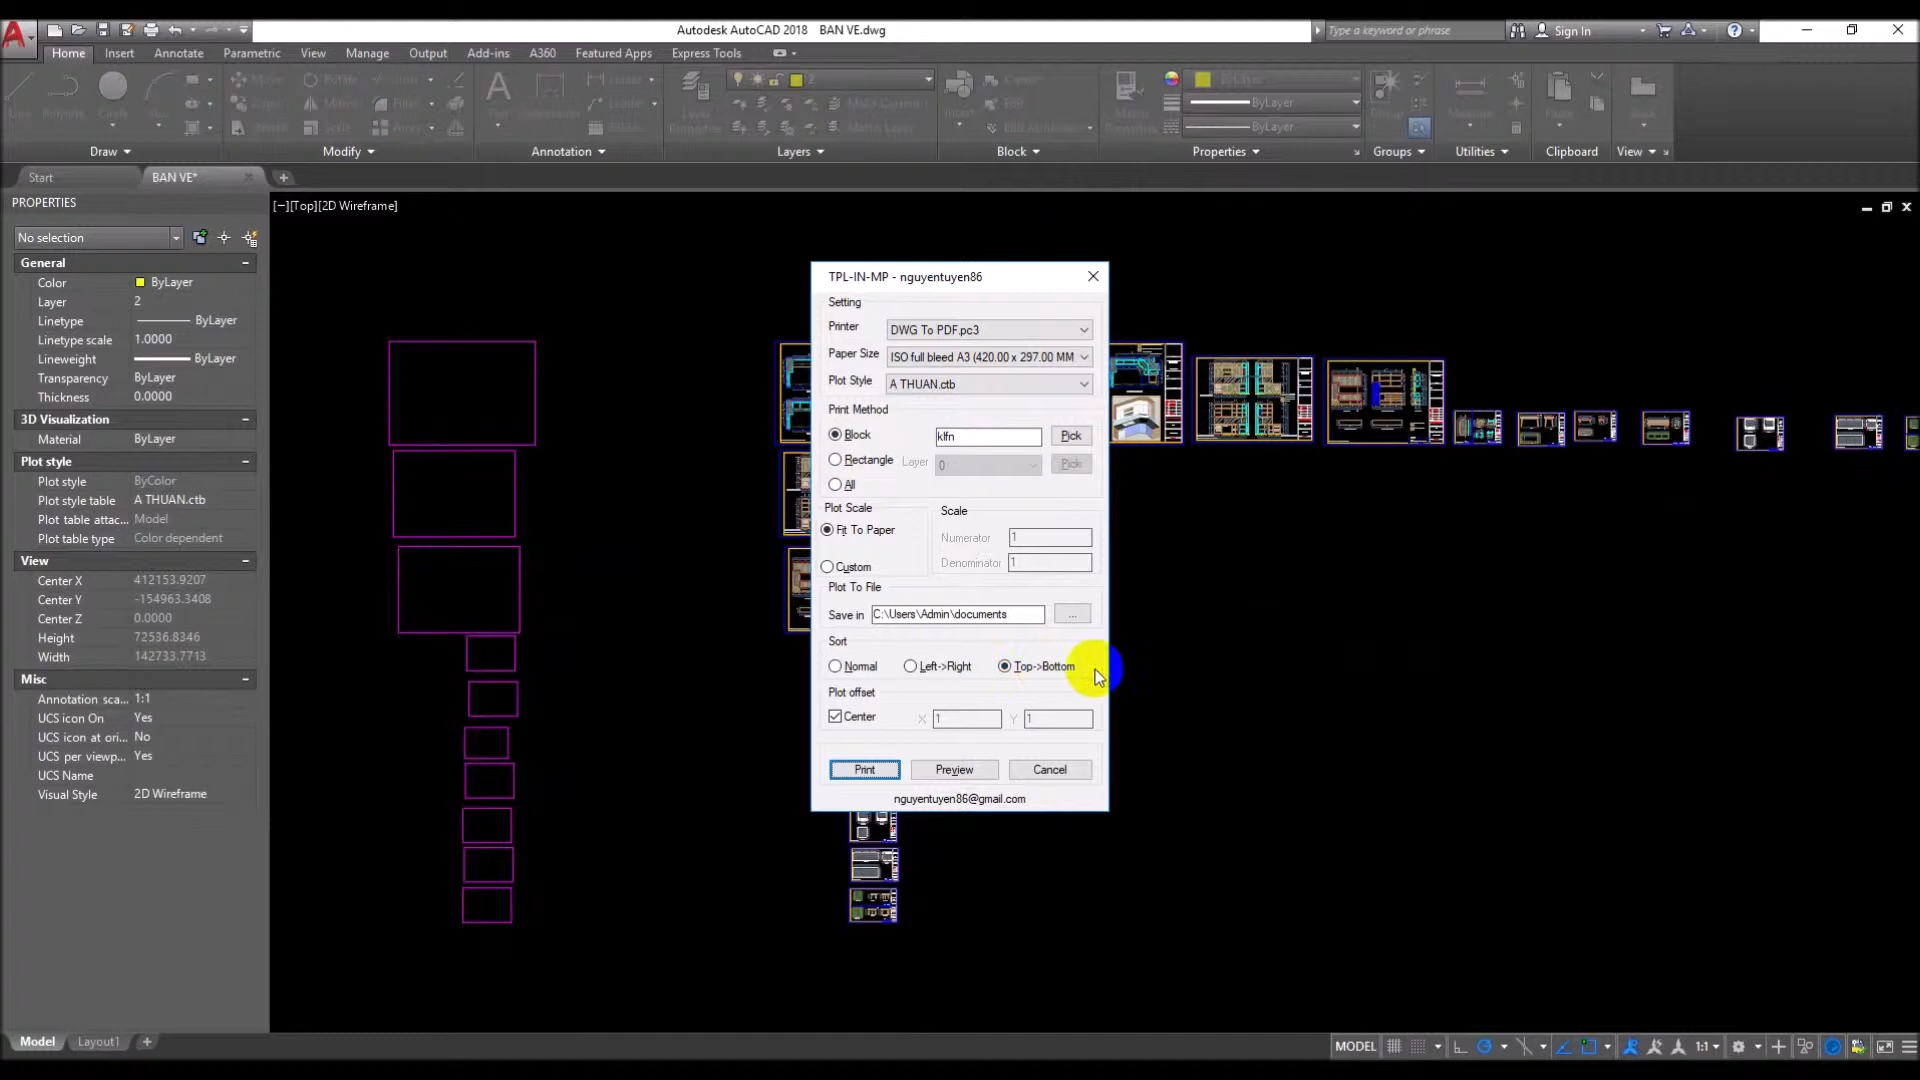 Autodesk AutoCAD 2018 BAN VE.dwg
Type a keyword or phrase
Sign In
Home Insert Annotate Parametric View Manage Output Add-ins A360 Featured Apps Express Tools
2
ByLayer
ByLayer
Draw Modify Annotation Layers Block Properties Groups Utilities Clipboard View
Start BAN VE*
PROPERTIES
[−][Top][2D Wireframe]
No selection
General
Color ByLayer
Layer 2
Linetype ByLayer
Linetype scale 1.0000
Lineweight ByLayer
Transparency ByLayer
Thickness 0.0000
3D Visualization
Material ByLayer
Plot style
Plot style ByColor
Plot style table A THUAN.ctb
Plot table attac... Model
Plot table type Color dependent
View
Center X 412153.9207
Center Y -154963.3408
Center Z 0.0000
Height 72536.8346
Width 142733.7713
Misc
Annotation sca... 1:1
UCS icon On Yes
UCS icon at ori... No
UCS per viewp... Yes
UCS Name
Visual Style 2D Wireframe
TPL-IN-MP - nguyentuyen86
Setting
Printer DWG To PDF.pc3
Paper Size ISO full bleed A3 (420.00 x 297.00 MM
Plot Style A THUAN.ctb
Print Method
Block klfn Pick
Rectangle Layer 0 Pick
All
Plot Scale Scale
Fit To Paper
Numerator 1
Denominator 1
Custom
Plot To File
Save in C:\Users\Admin\documents ...
Sort
Normal Left->Right Top->Bottom
Plot offset
Center X 1 Y 1
Print Preview Cancel
nguyentuyen86@gmail.com
Model Layout1
MODEL 1:1